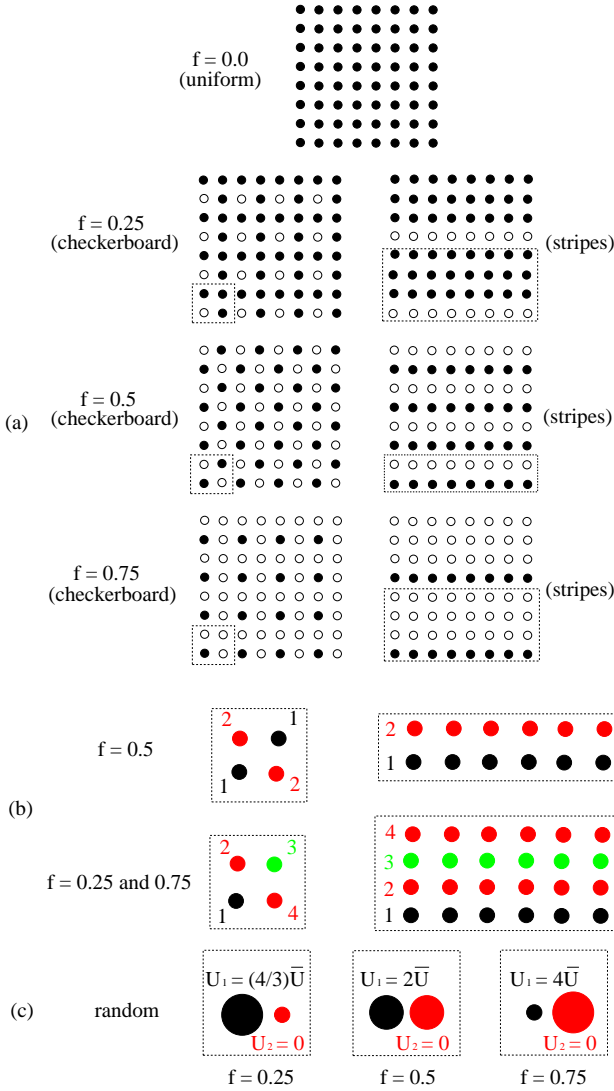 f = 0.0
(uniform)
f = 0.25
(checkerboard)
(stripes)
(a)
f = 0.5
(checkerboard)
(stripes)
f = 0.75
(checkerboard)
(stripes)
(b)
f = 0.5
2
1
1
2
2
1
f = 0.25 and 0.75
2
3
1
4
4
3
2
1
(c)
random
U₁ = (4/3)U̅
U₂ = 0
U₁ = 2U̅
U₂ = 0
U₁ = 4U̅
U₂ = 0
f = 0.25
f = 0.5
f = 0.75